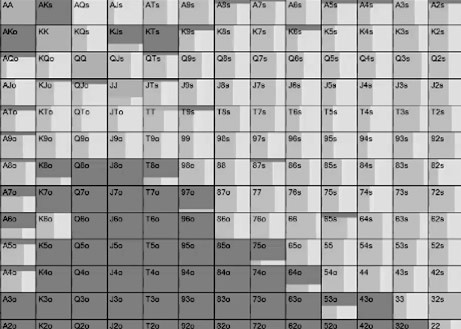 AA AKs AQs AJs ATs A9s A8s A7s A6s A5s A4s A3s A2s
AKo KK KQs KJs KTs K9s K8s K7s K6s K5s K4s K3s K2s
AQo KQo QQ QJs QTs Q9s Q8s Q7s Q6s Q5s Q4s Q3s Q2s
AJo KJo QJo JJ JTs J9s J8s J7s J6s J5s J4s J3s J2s
ATo KTo QTo JTo TT T9s T8s T7s T6s T5s T4s T3s T2s
A9o K9o Q9o J9o T9o 99 98s 97s 96s 95s 94s 93s 92s
A8o K8o Q8o J8o T8o 98o 88 87s 86s 85s 84s 83s 82s
A7o K7o Q7o J7o T7o 97o 87o 77 76s 75s 74s 73s 72s
A6o K6o Q6o J6o T6o 96o 86o 76o 66 65s 64s 63s 62s
A5o K5o Q5o J5o T5o 95o 85o 75o 65o 55 54s 53s 52s
A4o K4o Q4o J4o T4o 94o 84o 74o 64o 54o 44 43s 42s
A3o K3o Q3o J3o T3o 93o 83o 73o 63o 53o 43o 33 32s
A2o K2o Q2o J2o T2o 92o 82o 72o 62o 52o 42o 32o 22